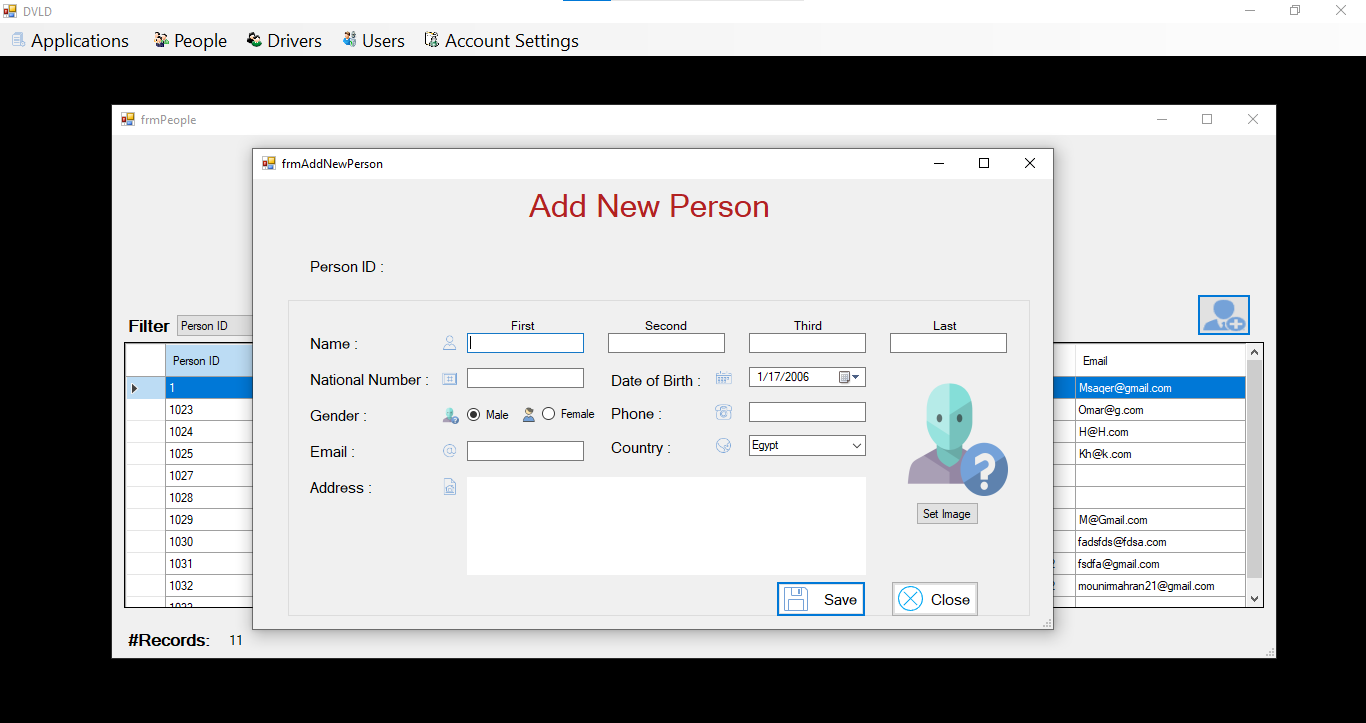 DVLD
Applications People Drivers Users Account Settings
frmPeople
frmAddNewPerson
Add New Person
Person ID :
Filter Person ID
First Second Third Last
Name :
National Number : Date of Birth : 1/17/2006
Gender : Male Female Phone :
Email : @ Country : Egypt
Address :
?
Set Image
Save Close
Person ID Email
1 Msaqer@gmail.com
1023 Omar@g.com
1024 H@H.com
1025 Kh@k.com
1027
1028
1029 M@Gmail.com
1030 fadsfds@fdsa.com
1031 fsdfa@gmail.com
1032 mounirmahran21@gmail.com
#Records: 11